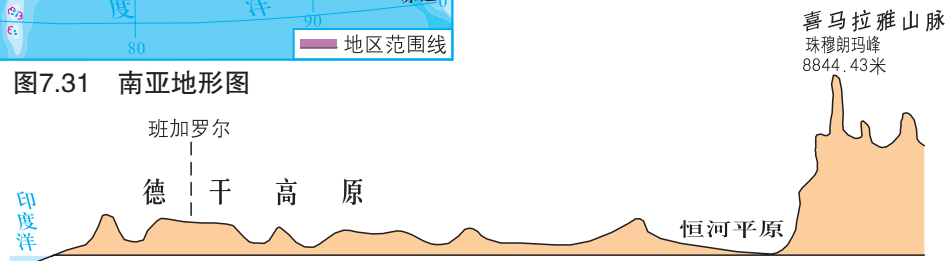 度 洋
80
90
0
地区范围线
图7.31 南亚地形图
喜马拉雅山脉
珠穆朗玛峰
8844.43米
班加罗尔
德干高原
印度洋
恒河平原